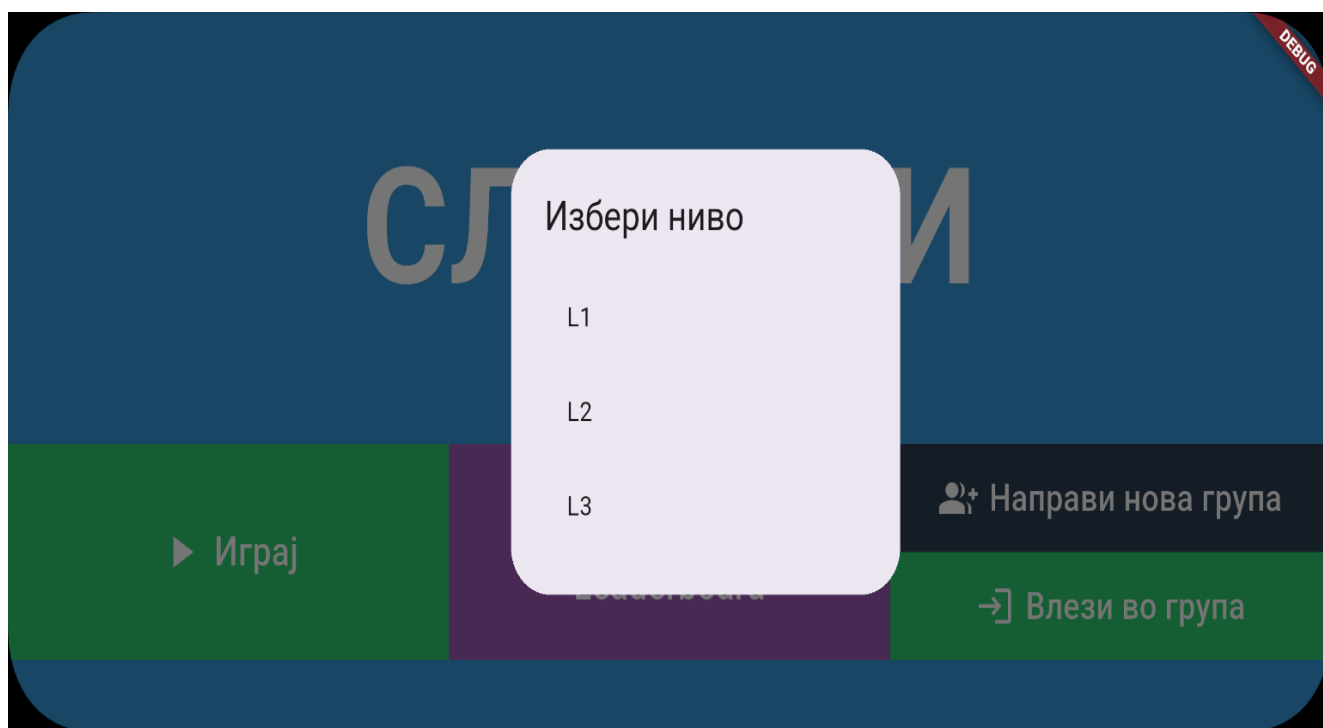 DEBUG
Избери ниво
L1
L2
L3
Играј
Направи нова група
Влези во група